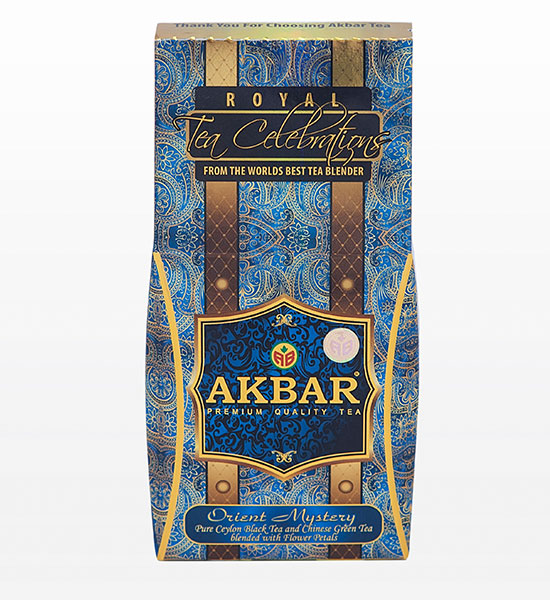 Thank You For Choosing Akbar Tea
ROYAL
Tea Celebrations
FROM THE WORLDS BEST TEA BLENDER
AB
AKBAR®
PREMIUM QUALITY TEA
Orient Mystery
Pure Ceylon Black Tea and Chinese Green Tea
blended with Flower Petals